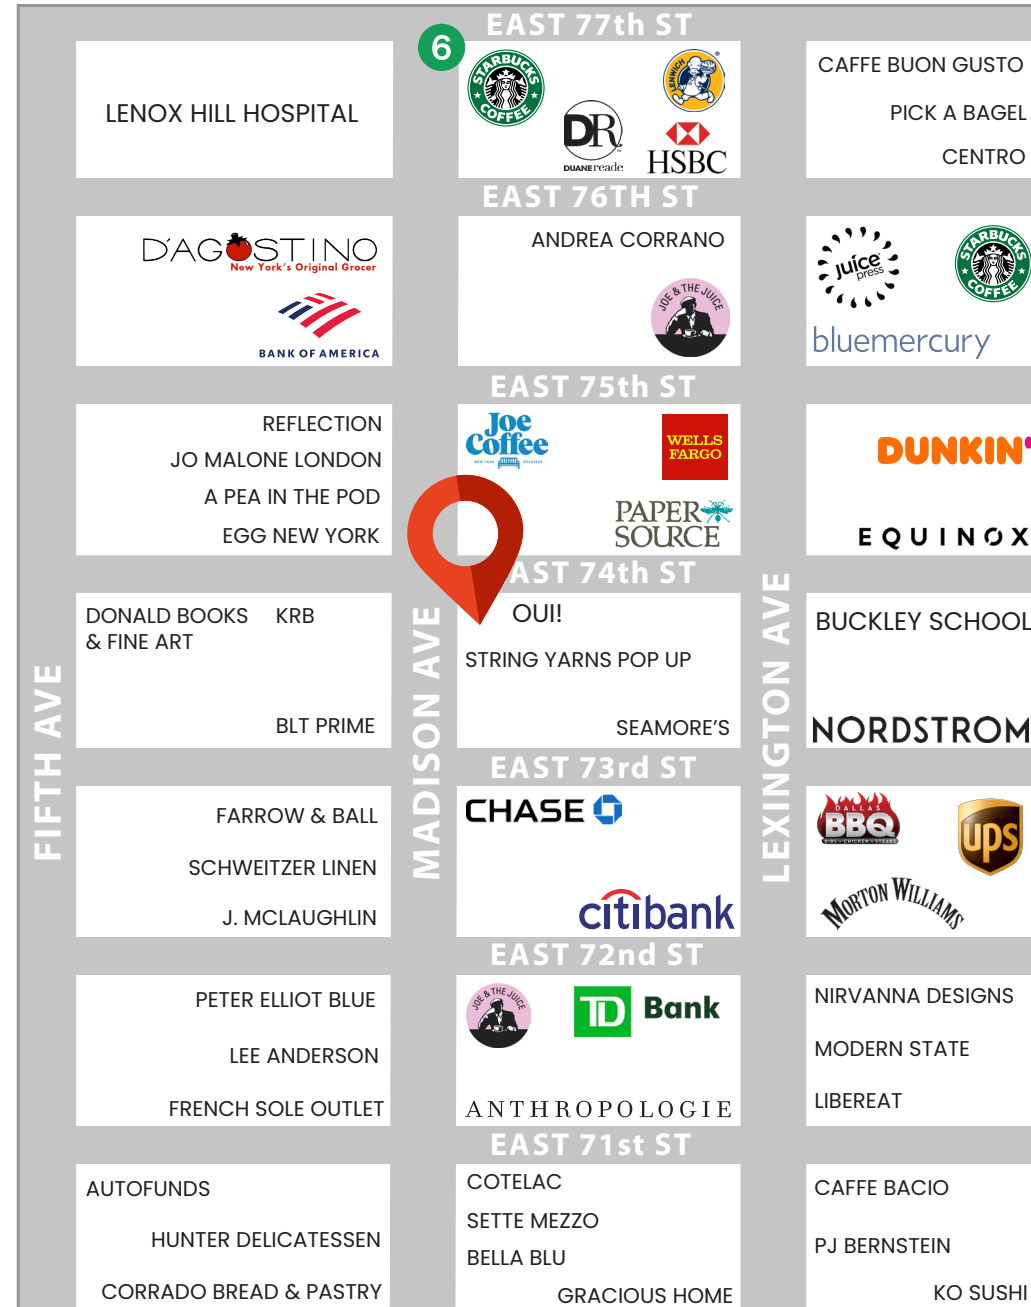 EAST 77th ST
6
LENOX HILL HOSPITAL
STARBUCKS COFFEE
LENWICH
DR
DUANE reade
HSBC
CAFFE BUON GUSTO
PICK A BAGEL
CENTRO
EAST 76TH ST
D'AGOSTINO
New York's Original Grocer
BANK OF AMERICA
ANDREA CORRANO
JOE & THE JUICE
juice press
STARBUCKS COFFEE
bluemercury
EAST 75th ST
REFLECTION
JO MALONE LONDON
A PEA IN THE POD
EGG NEW YORK
Joe
Coffee
WELLS
FARGO
PAPER
SOURCE
DUNKIN'
EQUINOX
EAST 74th ST
DONALD BOOKS
& FINE ART
KRB
BLT PRIME
OUI!
STRING YARNS POP UP
SEAMORE'S
BUCKLEY SCHOOL
NORDSTROM
FIFTH AVE
MADISON AVE
LEXINGTON AVE
EAST 73rd ST
FARROW & BALL
SCHWEITZER LINEN
J. MCLAUGHLIN
CHASE
citibank
DALLAS
BBQ
RIBS • CHICKEN • STEAKS
ups
MORTON WILLIAMS
EAST 72nd ST
PETER ELLIOT BLUE
LEE ANDERSON
FRENCH SOLE OUTLET
JOE & THE JUICE
TD Bank
ANTHROPOLOGIE
NIRVANNA DESIGNS
MODERN STATE
LIBEREAT
EAST 71st ST
AUTOFUNDS
HUNTER DELICATESSEN
CORRADO BREAD & PASTRY
COTELAC
SETTE MEZZO
BELLA BLU
GRACIOUS HOME
CAFFE BACIO
PJ BERNSTEIN
KO SUSHI